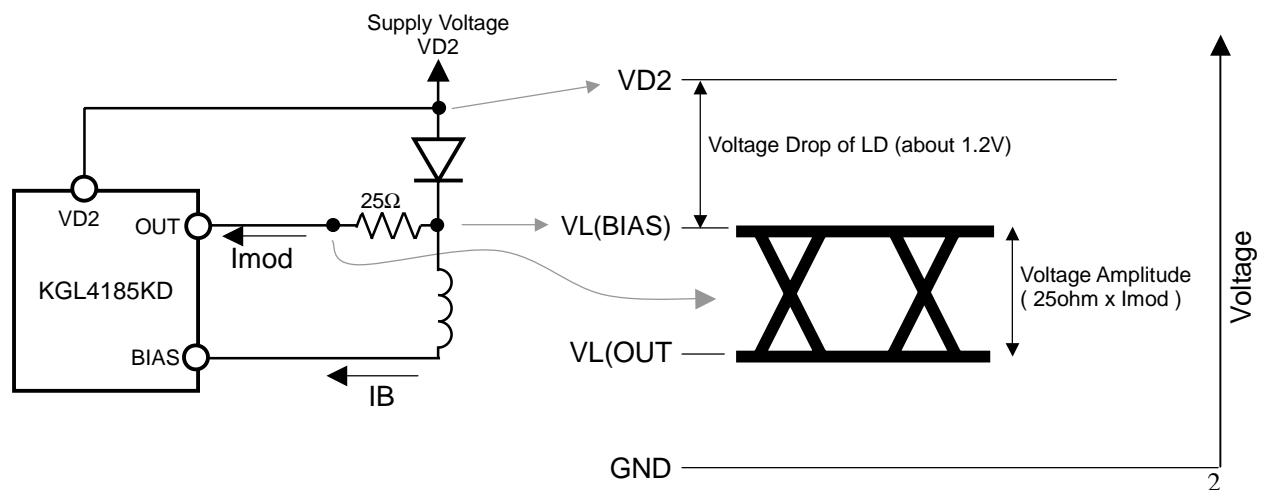 Supply Voltage
VD2
VD2
Voltage Drop of LD (about 1.2V)
25Ω
VD2
OUT
VL(BIAS)
Imod
Voltage Amplitude
( 25ohm x Imod )
KGL4185KD
Voltage
BIAS
VL(OUT
IB
GND
2